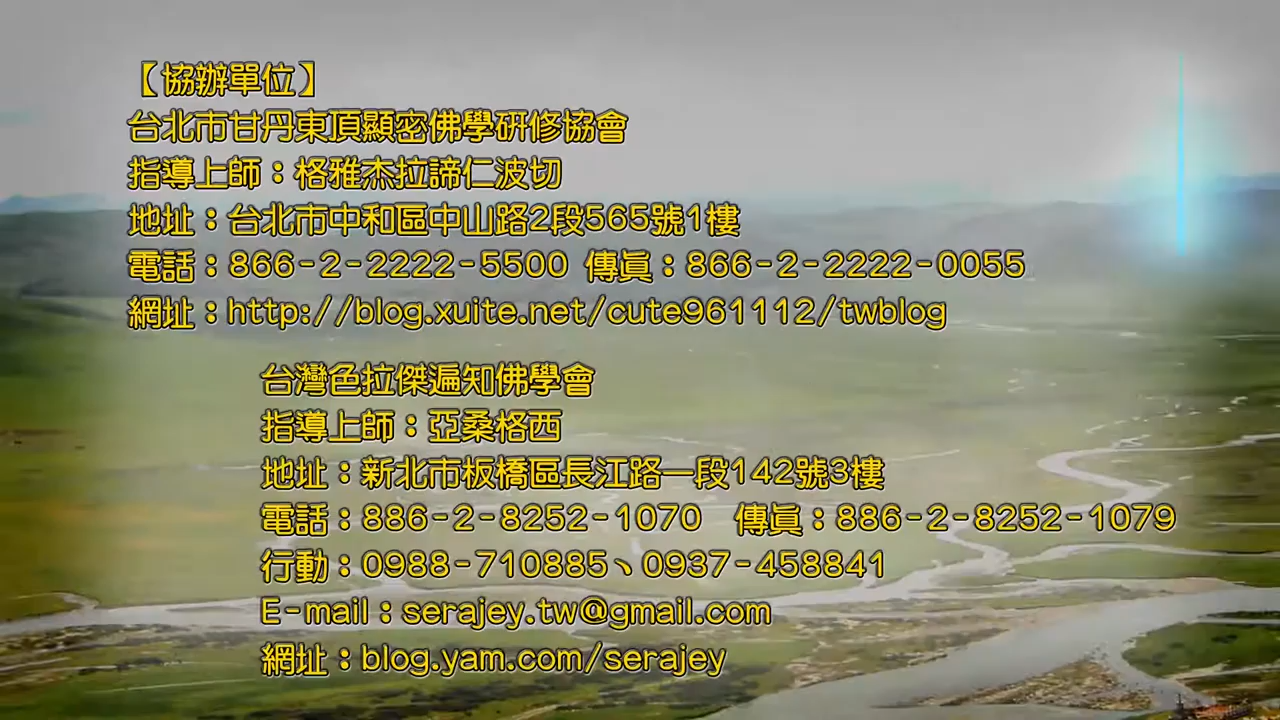 【協辦單位】
台北市甘丹東頂顯密佛學研修協會
指導上師：格雅杰拉諦仁波切
地址：台北市中和區中山路2段565號1樓
電話：866-2-2222-5500 傳真：866-2-2222-0055
網址：http://blog.xuite.net/cute961112/twblog
台灣色拉傑遍知佛學會
指導上師：亞桑格西
地址：新北市板橋區長江路一段142號3樓
電話：886-2-8252-1070 傳真：886-2-8252-1079
行動：0988-710885、0937-458841
E-mail：serajey.tw@gmail.com
網址：blog.yam.com/serajey